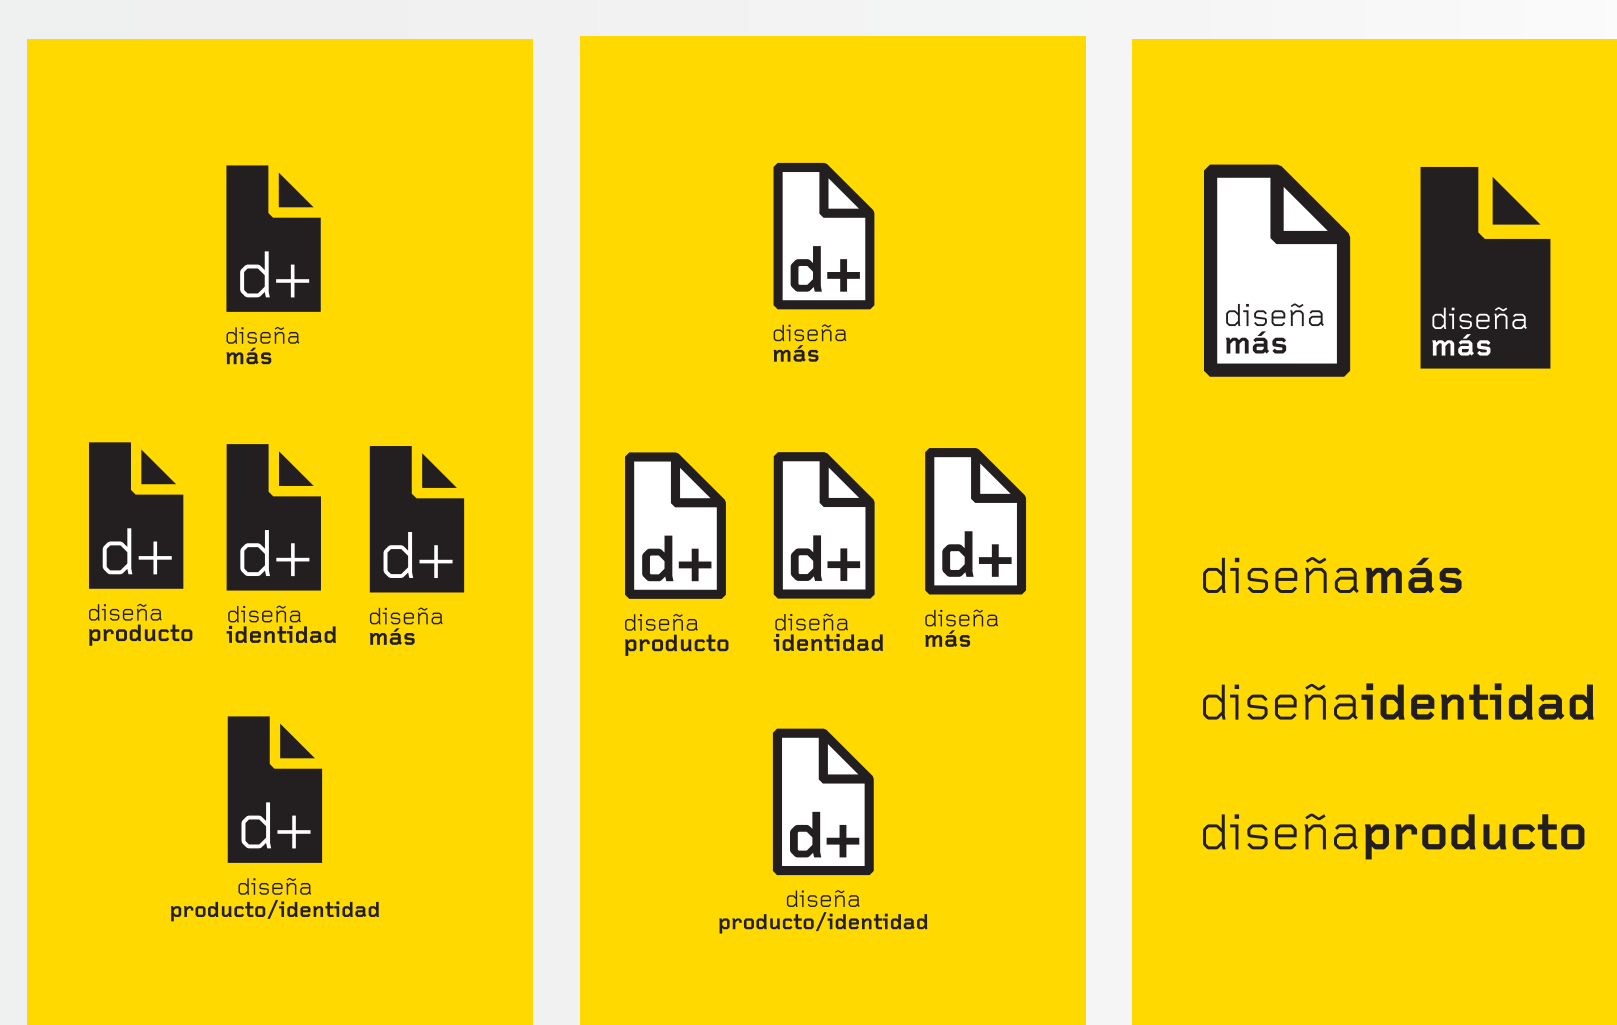 d+
diseña
más
d+
d+
d+
diseña
producto
diseña
identidad
diseña
más
d+
diseña
producto/identidad
d+
diseña
más
d+
d+
d+
diseña
producto
diseña
identidad
diseña
más
d+
diseña
producto/identidad
diseña
más
diseña
más
diseñamás
diseñaidentidad
diseñaproducto